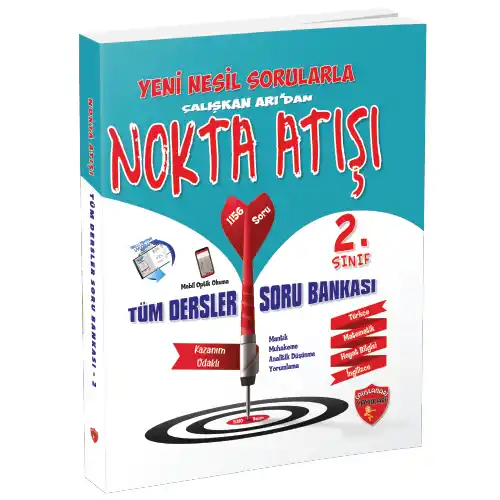 YENİ NESİL SORULARLA
ÇALIŞKAN ARI'DAN
NOKTA ATIŞI
1156 Soru
2.
SINIF
Mobil Optik Okuma
TÜM DERSLER SORU BANKASI
Kazanım
Odaklı
Mantık
Muhakeme
Analitik Düşünme
Yorumlama
Türkçe
Matematik
Hayat Bilgisi
İngilizce
NOKTA ATIŞI
TÜM DERSLER SORU BANKASI - 2